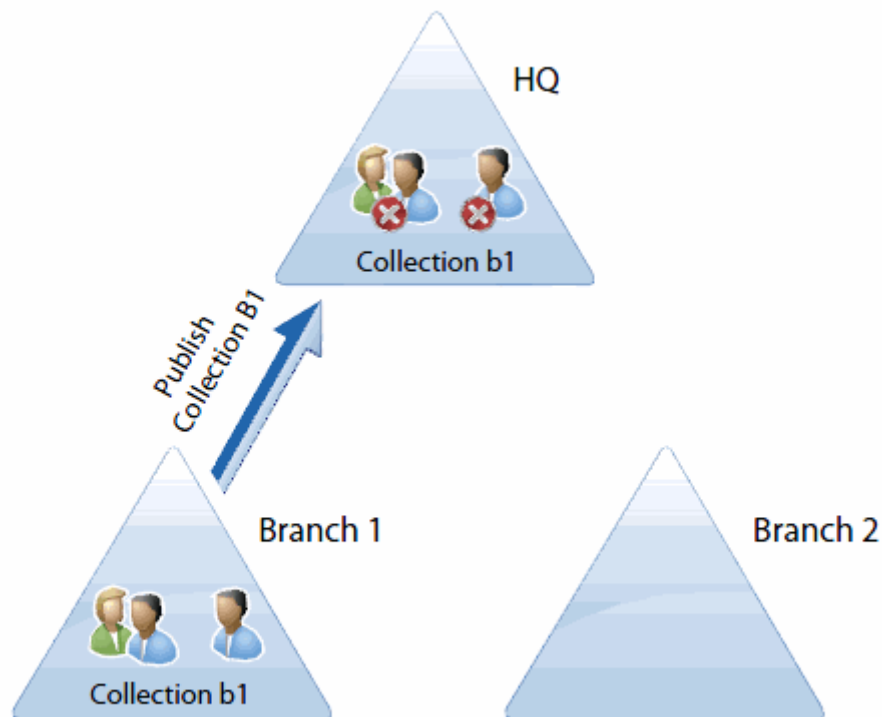 HQ
Collection b1
Publish
Collection B1
Branch 1
Branch 2
Collection b1